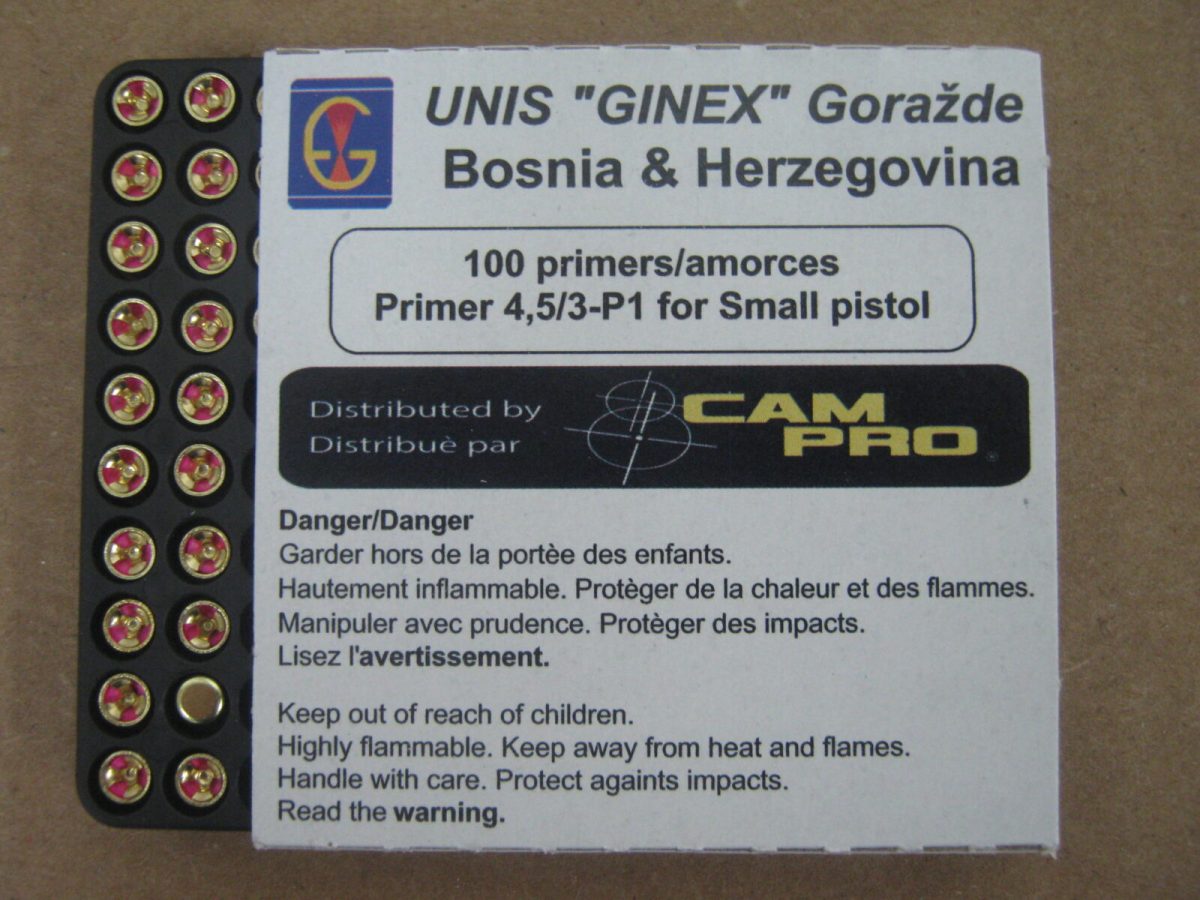 UNIS "GINEX" Goražde
Bosnia & Herzegovina
100 primers/amorces
Primer 4,5/3-P1 for Small pistol
Distributed by
Distribuè par
CAM
PRO
Danger/Danger
Garder hors de la portèe des enfants.
Hautement inflammable. Protèger de la chaleur et des flammes.
Manipuler avec prudence. Protèger des impacts.
Lisez l'avertissement.
Keep out of reach of children.
Highly flammable. Keep away from heat and flames.
Handle with care. Protect againts impacts.
Read the warning.